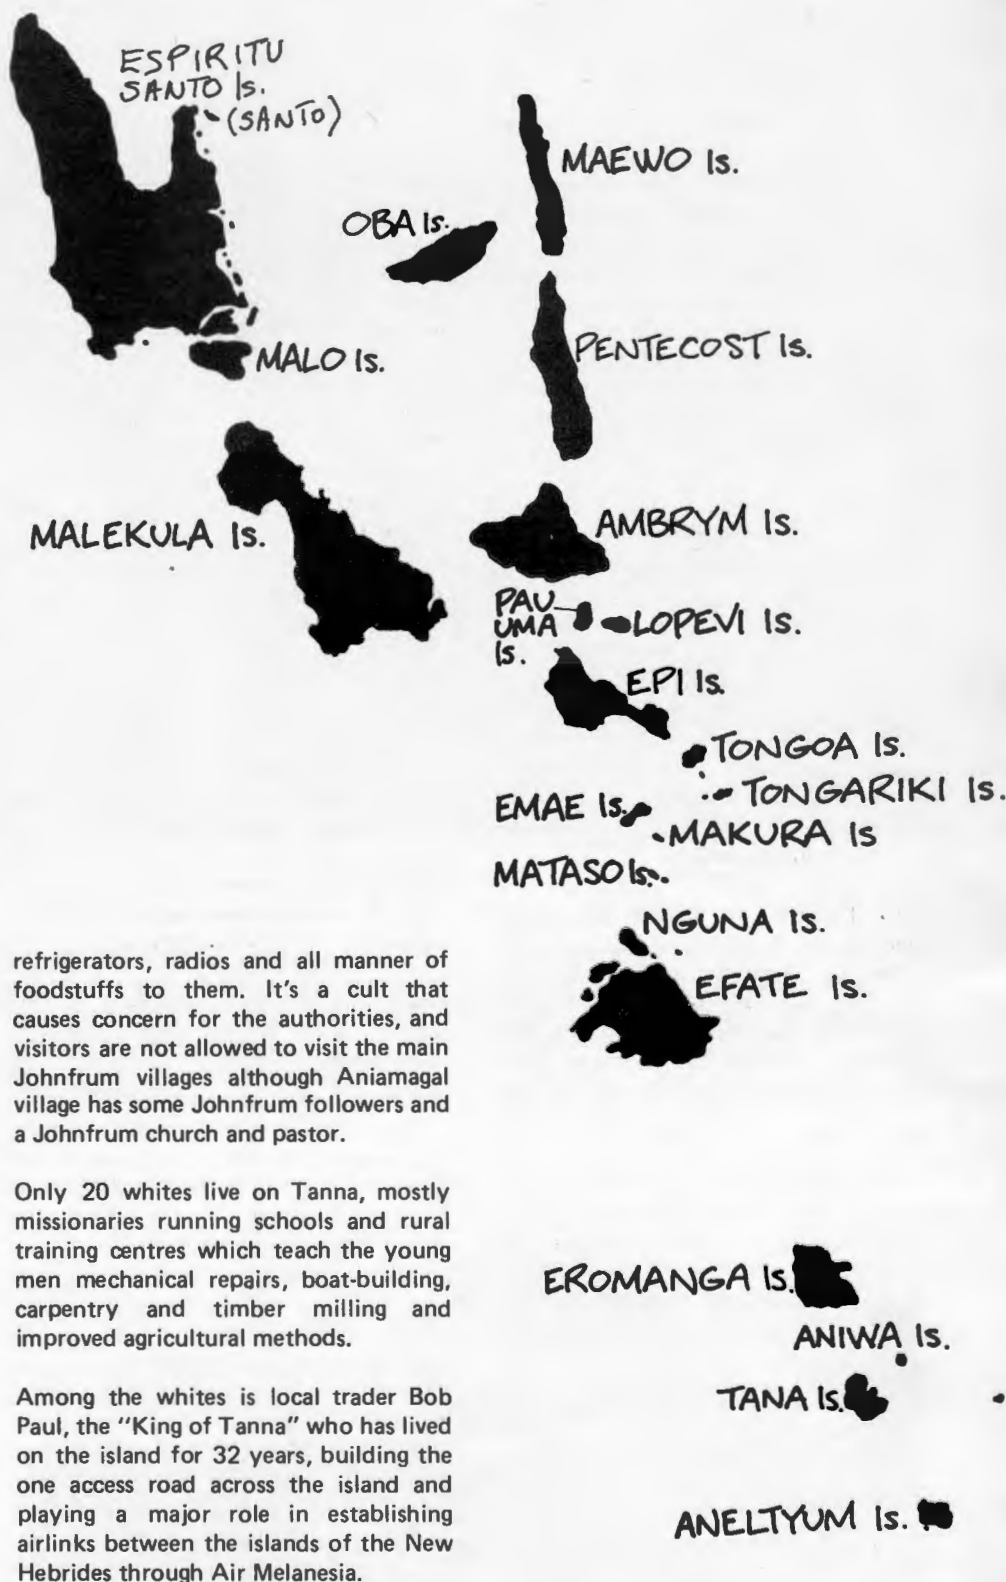 ESPIRITU
SANTO Is.
(SANTO)
MAEWO Is.
OBA Is.
PENTECOST Is.
MALO Is.
MALEKULA Is.
AMBRYM Is.
PAU
UMA
Is.
LOPEVI Is.
EPI Is.
TONGOA Is.
TONGARIKI Is.
EMAE Is.
MAKURA Is
MATASO Is.
NGUNA Is.
EFATE Is.
EROMANGA Is.
ANIWA Is.
TANA Is.
ANELTYUM Is.
refrigerators, radios and all manner of
foodstuffs to them. It's a cult that
causes concern for the authorities, and
visitors are not allowed to visit the main
Johnfrum villages although Aniamagal
village has some Johnfrum followers and
a Johnfrum church and pastor.
Only 20 whites live on Tanna, mostly
missionaries running schools and rural
training centres which teach the young
men mechanical repairs, boat-building,
carpentry and timber milling and
improved agricultural methods.
Among the whites is local trader Bob
Paul, the "King of Tanna" who has lived
on the island for 32 years, building the
one access road across the island and
playing a major role in establishing
airlinks between the islands of the New
Hebrides through Air Melanesia.